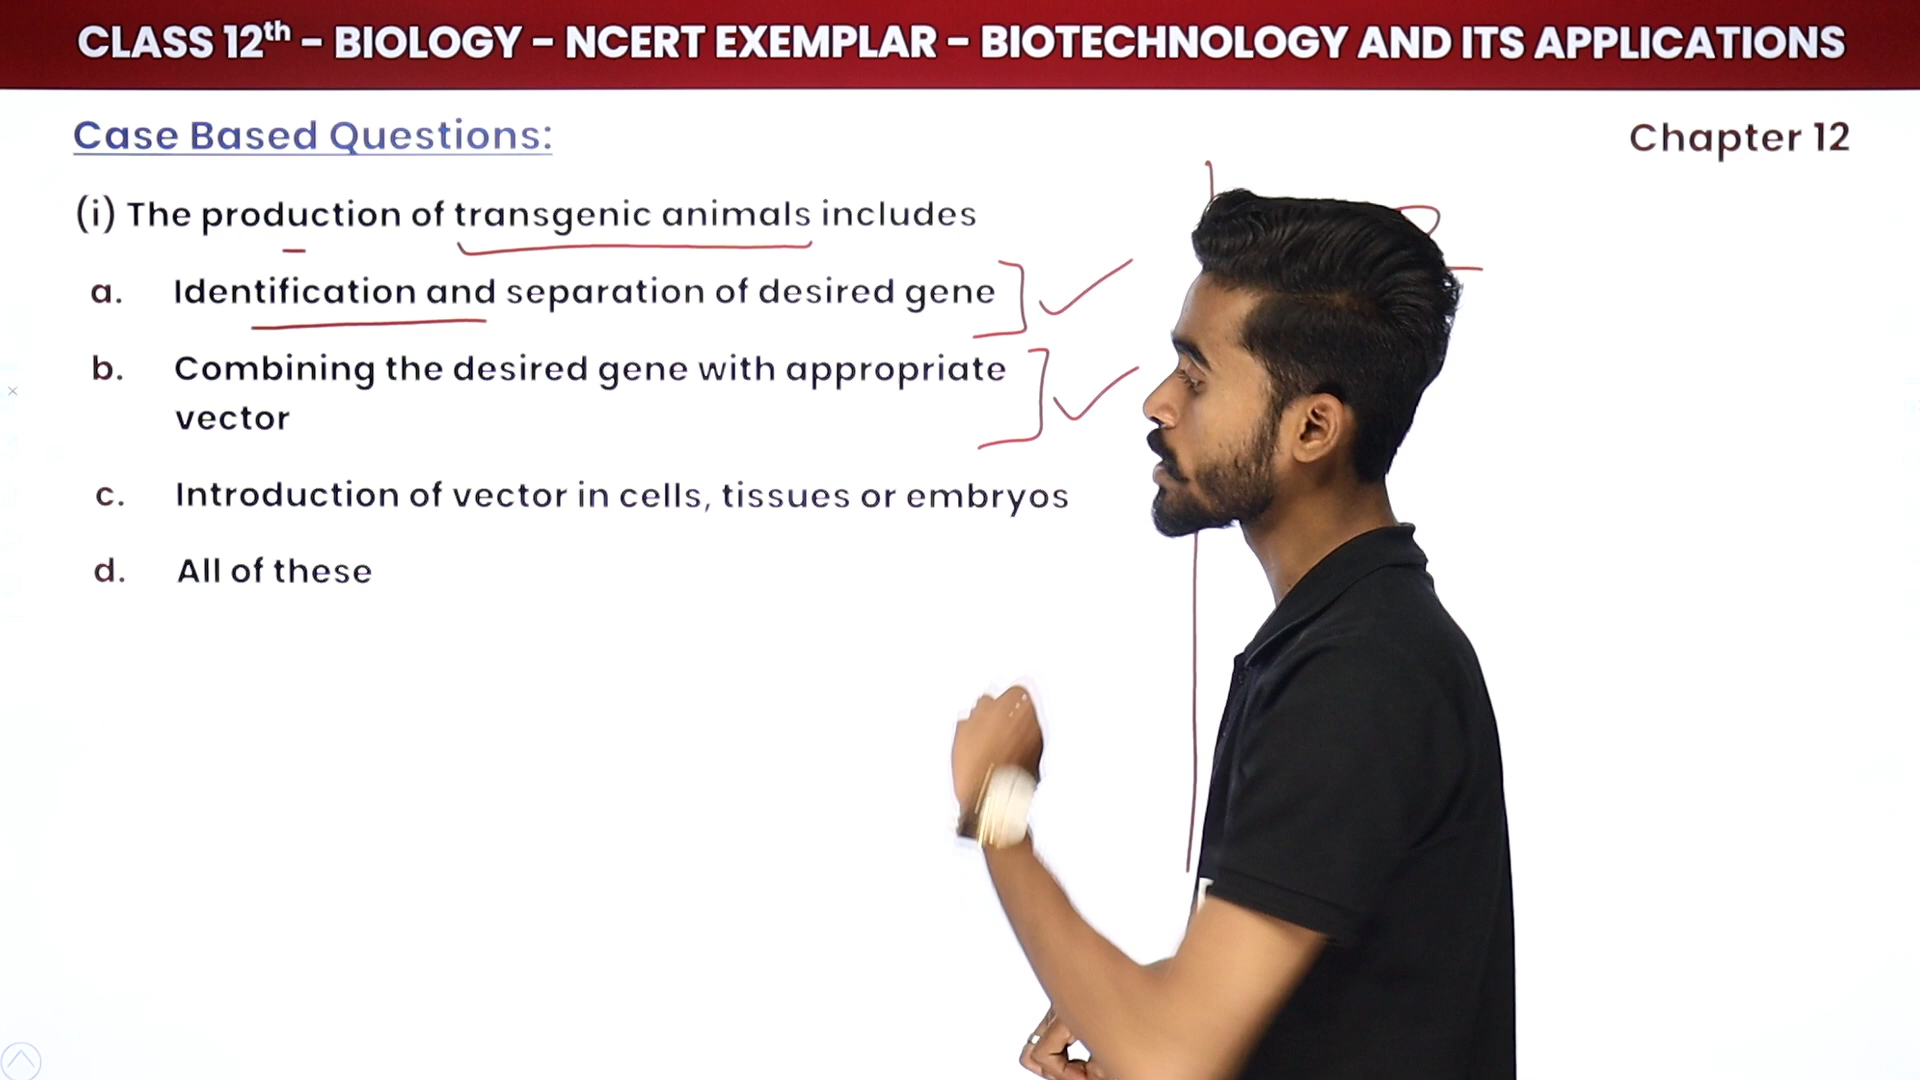 CLASS 12th - BIOLOGY - NCERT EXEMPLAR - BIOTECHNOLOGY AND ITS APPLICATIONS
Case Based Questions:
Chapter 12
(i) The production of transgenic animals includes
a. Identification and separation of desired gene
b. Combining the desired gene with appropriate
vector
c. Introduction of vector in cells, tissues or embryos
d. All of these